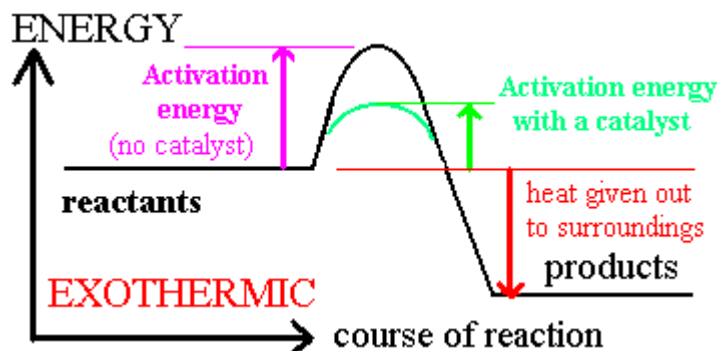 ENERGY
Activation
energy
(no catalyst)
Activation energy
with a catalyst
reactants
heat given out
to surroundings
products
EXOTHERMIC
course of reaction